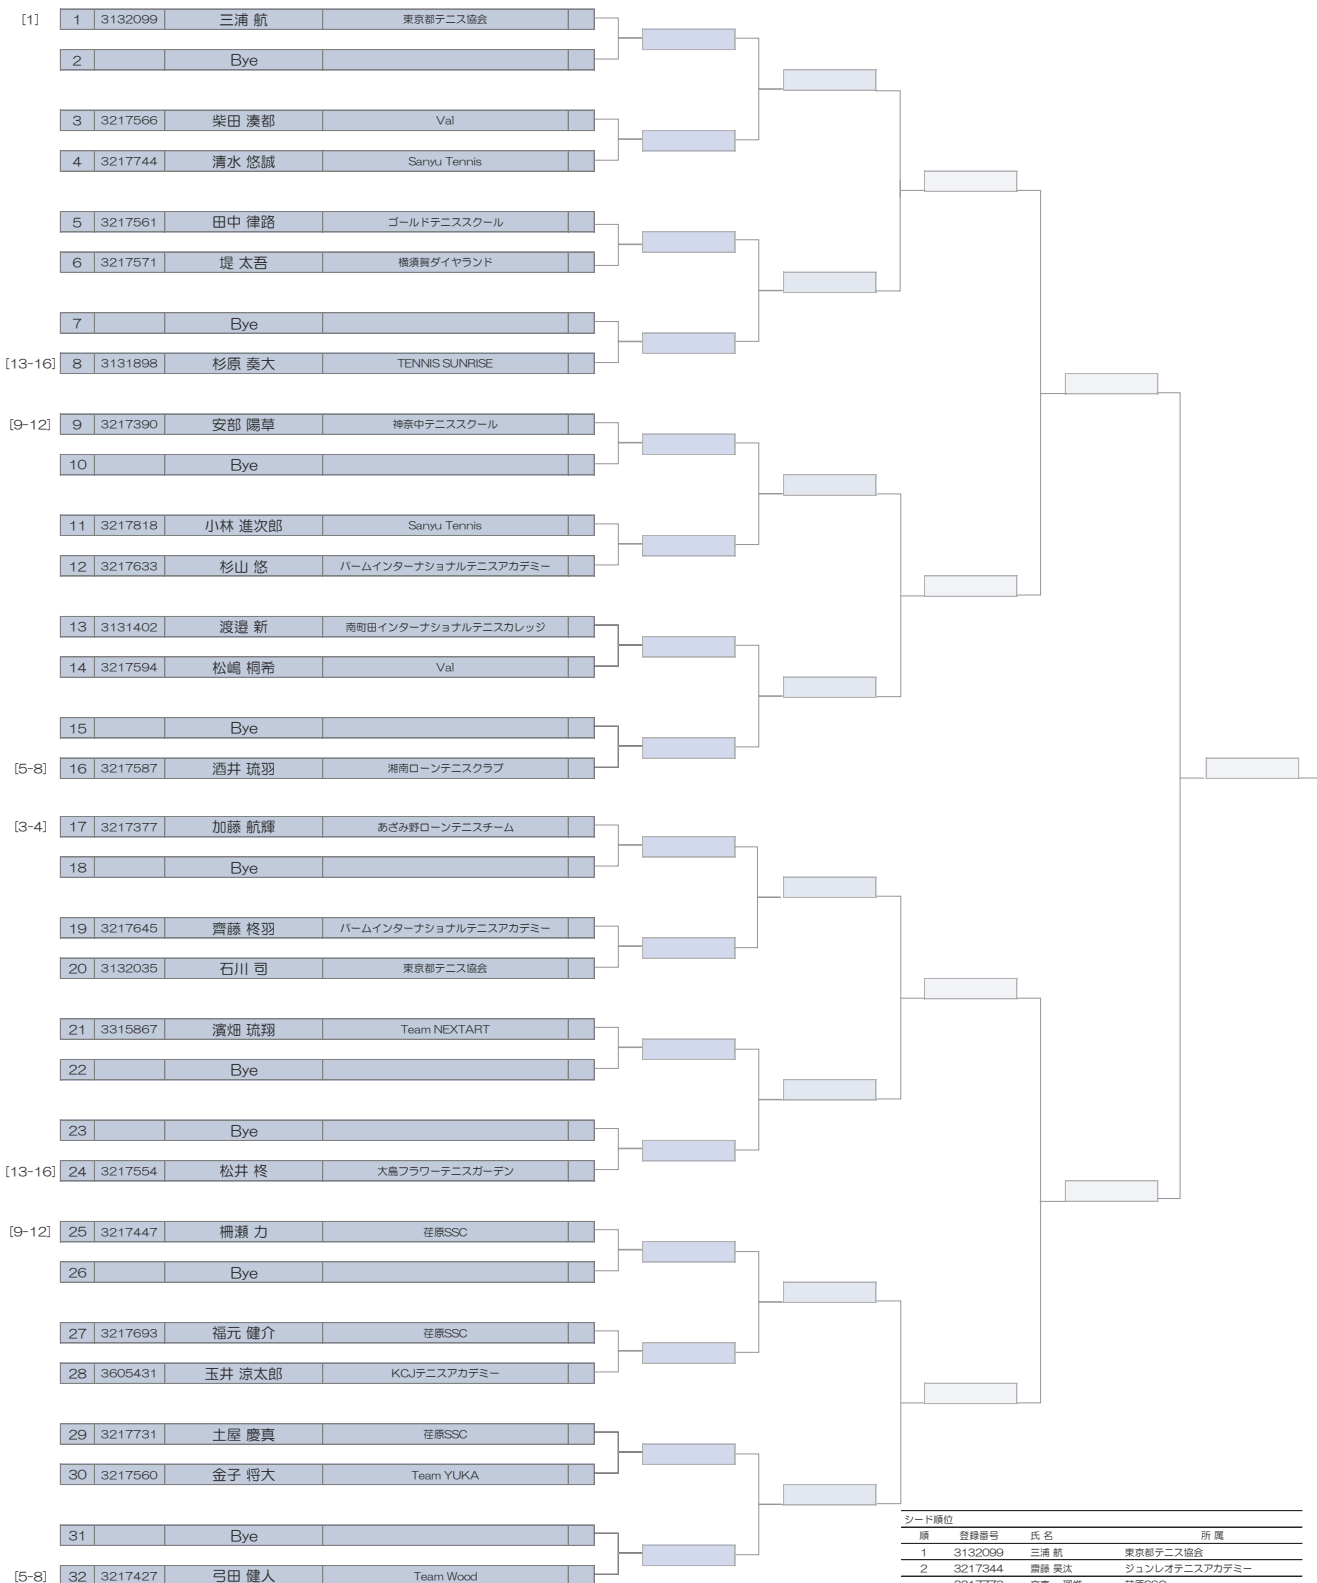 [1] 1 3132099 三浦 航 東京都テニス協会
2 Bye
3 3217566 柴田 湊都 Val
4 3217744 清水 悠誠 Sanyu Tennis
5 3217561 田中 律路 ゴールドテニススクール
6 3217571 堤 太吾 横須賀ダイヤランド
7 Bye
[13-16] 8 3131898 杉原 奏大 TENNIS SUNRISE
[9-12] 9 3217390 安部 陽草 神奈中テニススクール
10 Bye
11 3217818 小林 進次郎 Sanyu Tennis
12 3217633 杉山 悠 パームインターナショナルテニスアカデミー
13 3131402 渡邉 新 南町田インターナショナルテニスカレッジ
14 3217594 松嶋 桐希 Val
15 Bye
[5-8] 16 3217587 酒井 琉羽 湘南ローンテニスクラブ
[3-4] 17 3217377 加藤 航輝 あざみ野ローンテニスチーム
18 Bye
19 3217645 齊藤 柊羽 パームインターナショナルテニスアカデミー
20 3132035 石川 司 東京都テニス協会
21 3315867 濱畑 琉翔 Team NEXTART
22 Bye
23 Bye
[13-16] 24 3217554 松井 柊 大島フラワーテニスガーデン
[9-12] 25 3217447 柵瀬 力 荏原SSC
26 Bye
27 3217693 福元 健介 荏原SSC
28 3605431 玉井 涼太郎 KCJテニスアカデミー
29 3217731 土屋 慶真 荏原SSC
30 3217560 金子 将大 Team YUKA
31 Bye
[5-8] 32 3217427 弓田 健人 Team Wood
シード順位
順 登録番号 氏 名 所 属
1 3132099 三浦 航 東京都テニス協会
2 3217344 齋藤 昊汰 ジュンレオテニスアカデミー